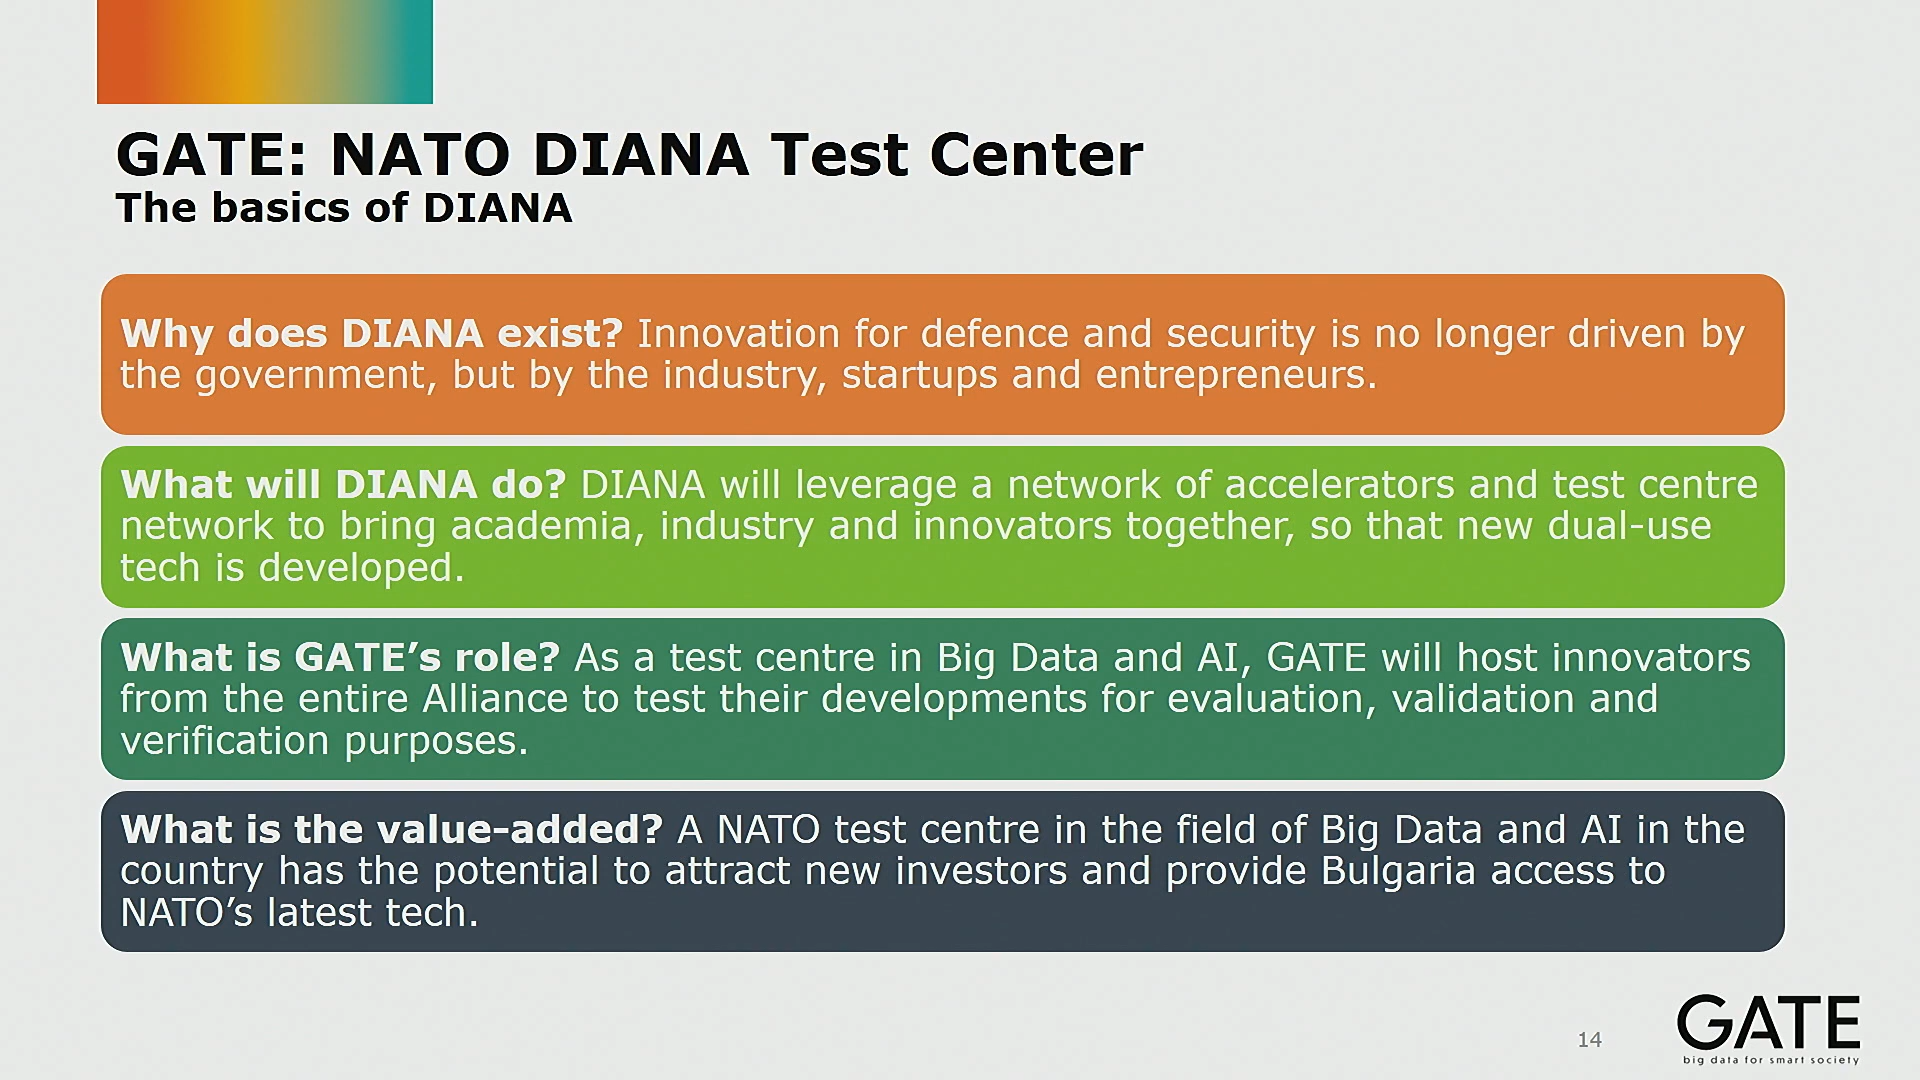 GATE: NATO DIANA Test Center
The basics of DIANA
Why does DIANA exist? Innovation for defence and security is no longer driven by
the government, but by the industry, startups and entrepreneurs.
What will DIANA do? DIANA will leverage a network of accelerators and test centre
network to bring academia, industry and innovators together, so that new dual-use
tech is developed.
What is GATE’s role? As a test centre in Big Data and AI, GATE will host innovators
from the entire Alliance to test their developments for evaluation, validation and
verification purposes.
What is the value-added? A NATO test centre in the field of Big Data and AI in the
country has the potential to attract new investors and provide Bulgaria access to
NATO’s latest tech.
14
GATE
big data for smart society